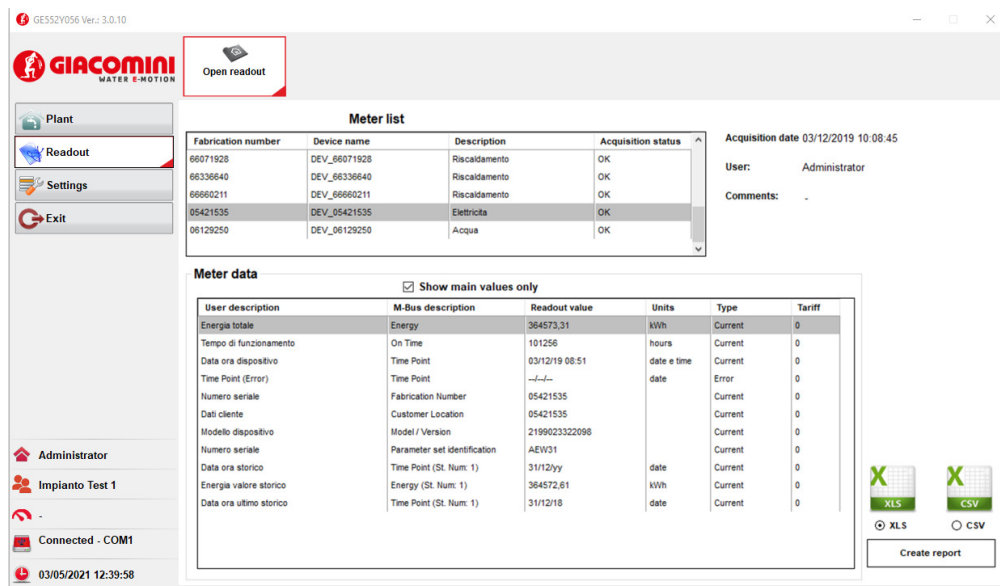 GE552Y056 Ver.: 3.0.10
GIACOMINI
WATER E-MOTION
Open readout
Plant
Readout
Settings
Exit
Meter list
Fabrication number Device name Description Acquisition status
66071928 DEV_66071928 Riscaldamento OK
66336640 DEV_66336640 Riscaldamento OK
66660211 DEV_66660211 Riscaldamento OK
05421535 DEV_05421535 Elettricita OK
06129250 DEV_06129250 Acqua OK
Acquisition date 03/12/2019 10:08:45
User: Administrator
Comments: -
Meter data
Show main values only
User description M-Bus description Readout value Units Type Tariff
Energia totale Energy 364573,31 kWh Current 0
Tempo di funzionamento On Time 101256 hours Current 0
Data ora dispositivo Time Point 03/12/19 08:51 date e time Current 0
Time Point (Error) Time Point --/--/-- date Error 0
Numero seriale Fabrication Number 05421535 Current 0
Dati cliente Customer Location 05421535 Current 0
Modello dispositivo Model / Version 2199023322098 Current 0
Numero seriale Parameter set identification AEW31 Current 0
Data ora storico Time Point (St. Num: 1) 31/12/yy date Current 0
Energia valore storico Energy (St. Num: 1) 364572,61 kWh Current 0
Data ora ultimo storico Time Point (St. Num: 1) 31/12/18 date Current 0
Administrator
Impianto Test 1
-
Connected - COM1
03/05/2021 12:39:58
X XLS
X CSV
XLS
CSV
Create report